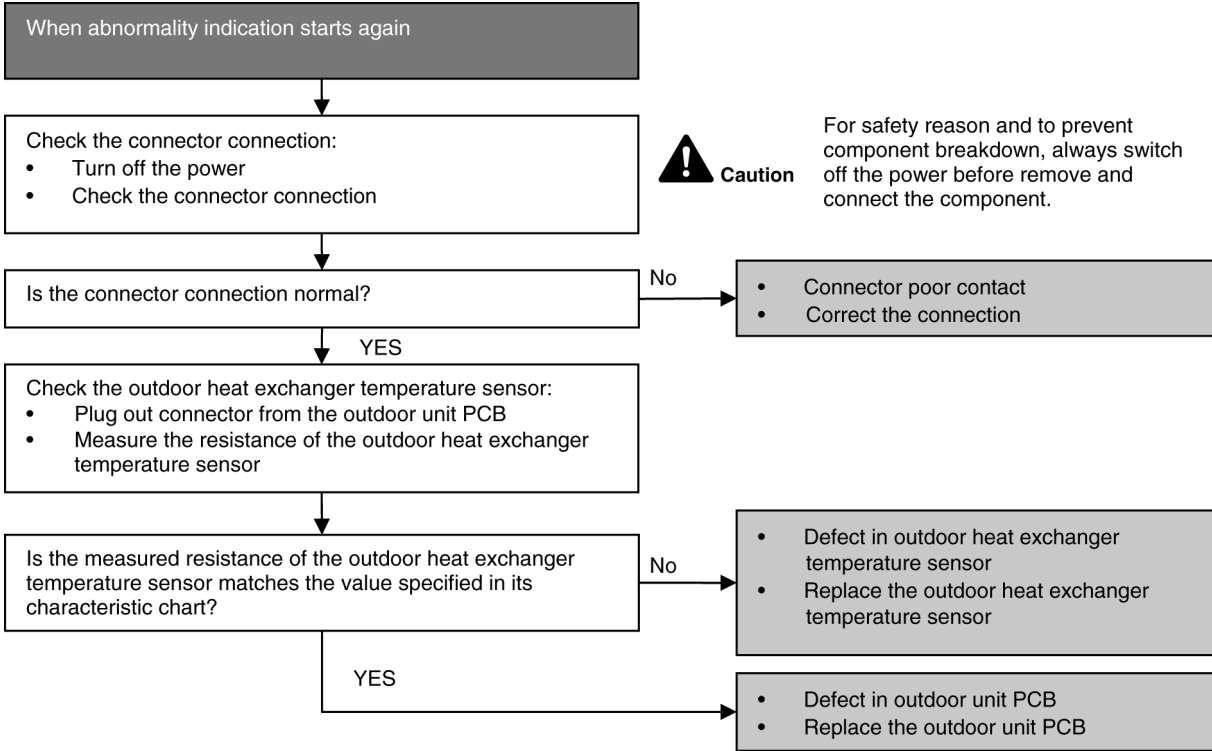 When abnormality indication starts again
Check the connector connection:
• Turn off the power
• Check the connector connection
Caution
For safety reason and to prevent
component breakdown, always switch
off the power before remove and
connect the component.
Is the connector connection normal?
No
• Connector poor contact
• Correct the connection
YES
Check the outdoor heat exchanger temperature sensor:
• Plug out connector from the outdoor unit PCB
• Measure the resistance of the outdoor heat exchanger
temperature sensor
Is the measured resistance of the outdoor heat exchanger
temperature sensor matches the value specified in its
characteristic chart?
No
• Defect in outdoor heat exchanger
temperature sensor
• Replace the outdoor heat exchanger
temperature sensor
YES
• Defect in outdoor unit PCB
• Replace the outdoor unit PCB